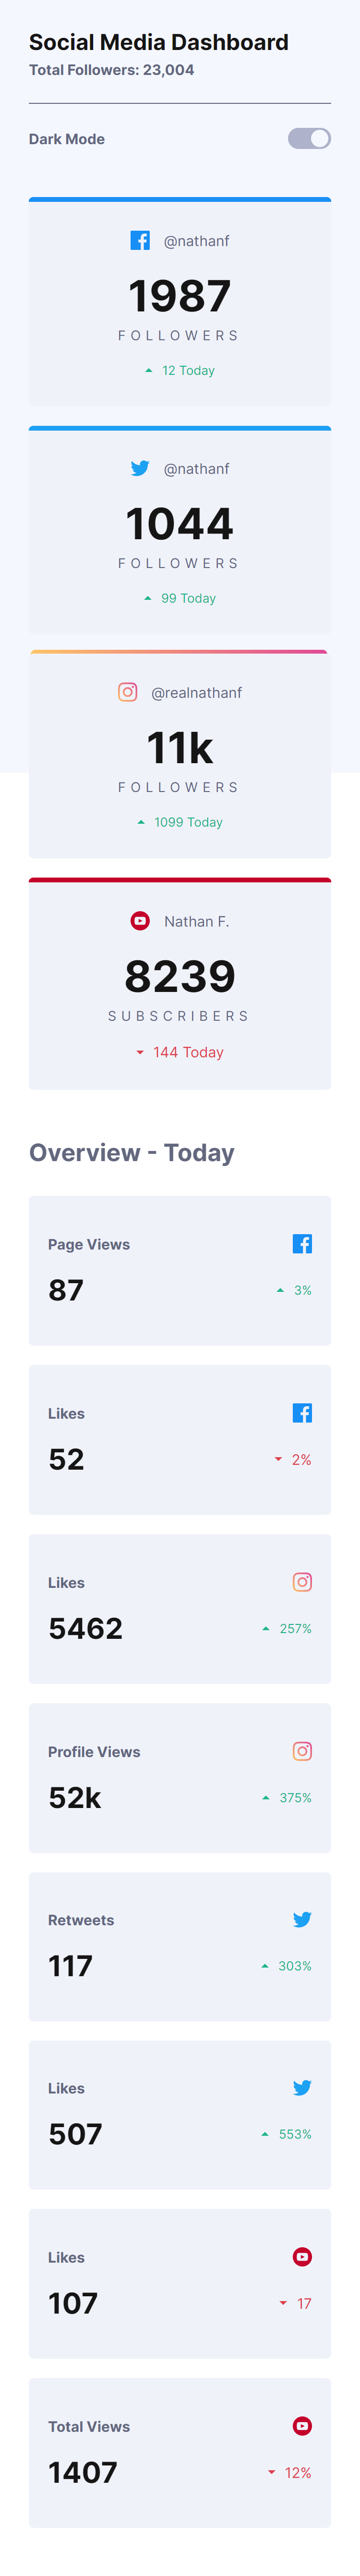 Social Media Dashboard
Total Followers: 23,004
Dark Mode
@nathanf
1987
FOLLOWERS
12 Today
@nathanf
1044
FOLLOWERS
99 Today
@realnathanf
11k
FOLLOWERS
1099 Today
Nathan F.
8239
SUBSCRIBERS
144 Today
Overview - Today
Page Views
87
3%
Likes
52
2%
Likes
5462
257%
Profile Views
52k
375%
Retweets
117
303%
Likes
507
553%
Likes
107
17
Total Views
1407
12%